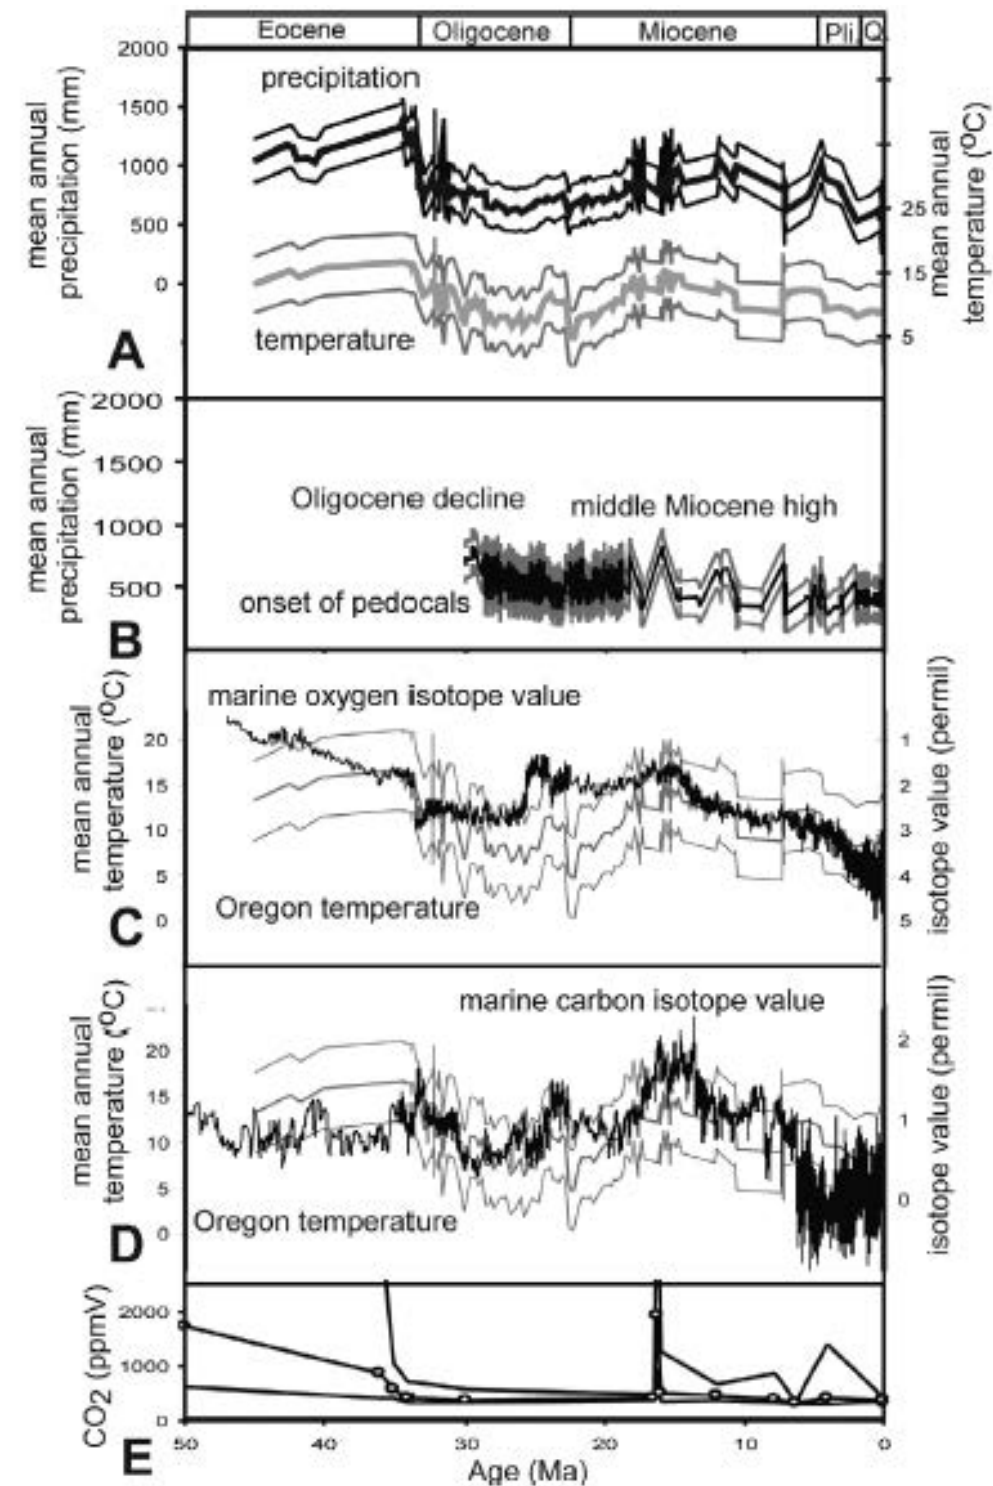 Eocene Oligocene Miocene Pli Q
2000
precipitation
1500
1000
500
0
mean annual
precipitation (mm)
25
15
5
mean annual
temperature (ºC)
temperature
A
2000
1500
1000
500
mean annual
precipitation (mm)
Oligocene decline
middle Miocene high
onset of pedocals
B
marine oxygen isotope value
20
15
10
5
0
mean annual
temperature (ºC)
1
2
3
4
5
isotope value (permil)
Oregon temperature
C
marine carbon isotope value
20
15
10
5
0
mean annual
temperature (ºC)
2
1
0
isotope value (permil)
Oregon temperature
D
2000
1000
0
CO2 (ppmV)
E
50 40 30 20 10 0
Age (Ma)